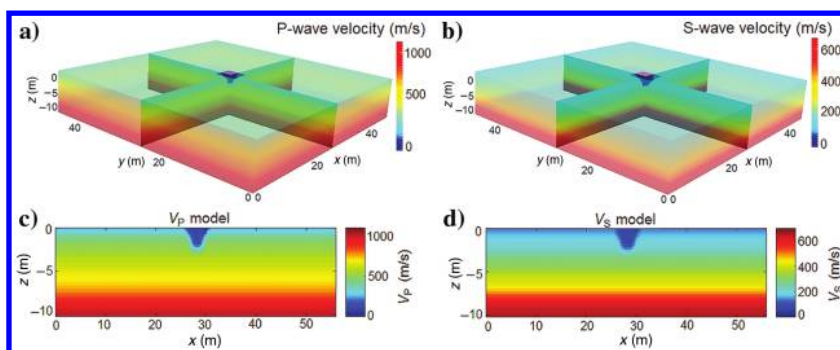 a)
P-wave velocity (m/s)
1000
500
0
z (m)
0
−5
−10
40
y (m)
20
0 0
20
x (m)
40
b)
S-wave velocity (m/s)
600
400
200
0
z (m)
0
−5
−10
40
y (m)
20
0 0
20
x (m)
40
c)
VP model
0
−5
−10
z (m)
0 10 20 30 40 50
x (m)
1000
500
0
VP (m/s)
d)
VS model
0
−5
−10
z (m)
0 10 20 30 40 50
x (m)
600
400
200
0
VS (m/s)